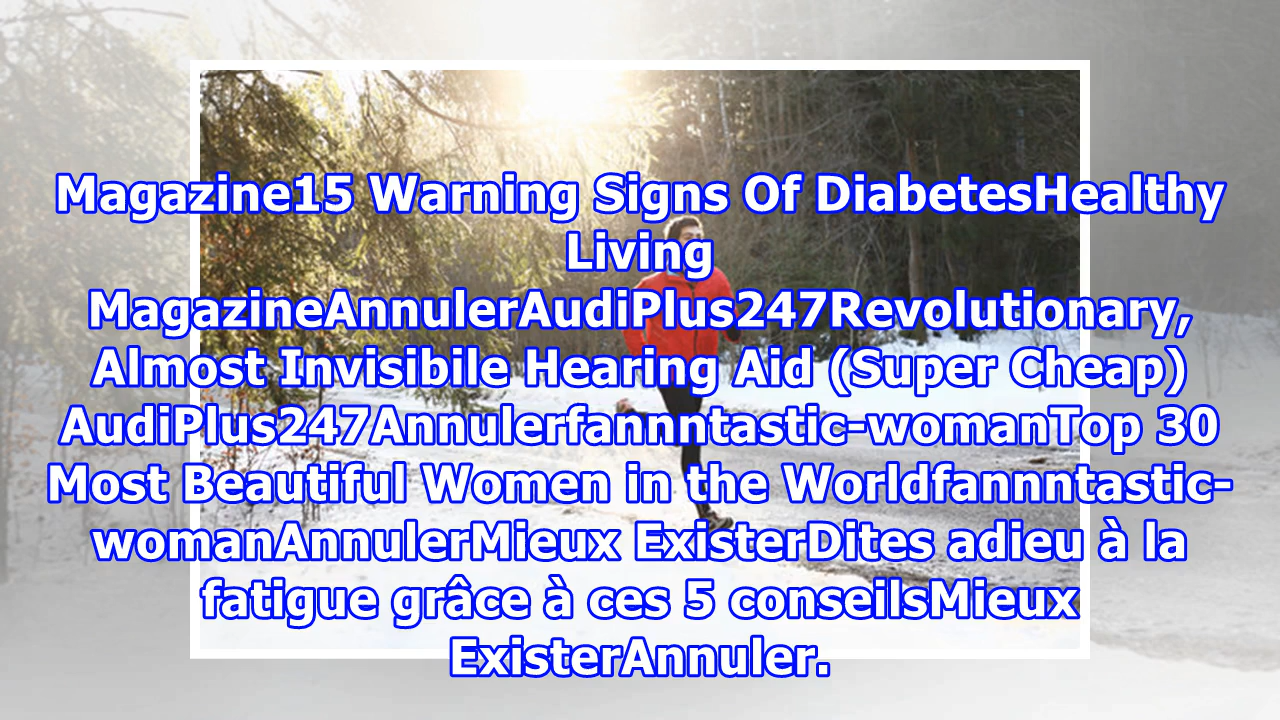 Magazine15 Warning Signs Of DiabetesHealthy
Living
MagazineAnnulerAudiPlus247Revolutionary,
Almost Invisibile Hearing Aid (Super Cheap)
AudiPlus247Annulerfannntastic-womanTop 30
Most Beautiful Women in the Worldfannntastic-
womanAnnulerMieux ExisterDites adieu à la
fatigue grâce à ces 5 conseilsMieux
ExisterAnnuler.